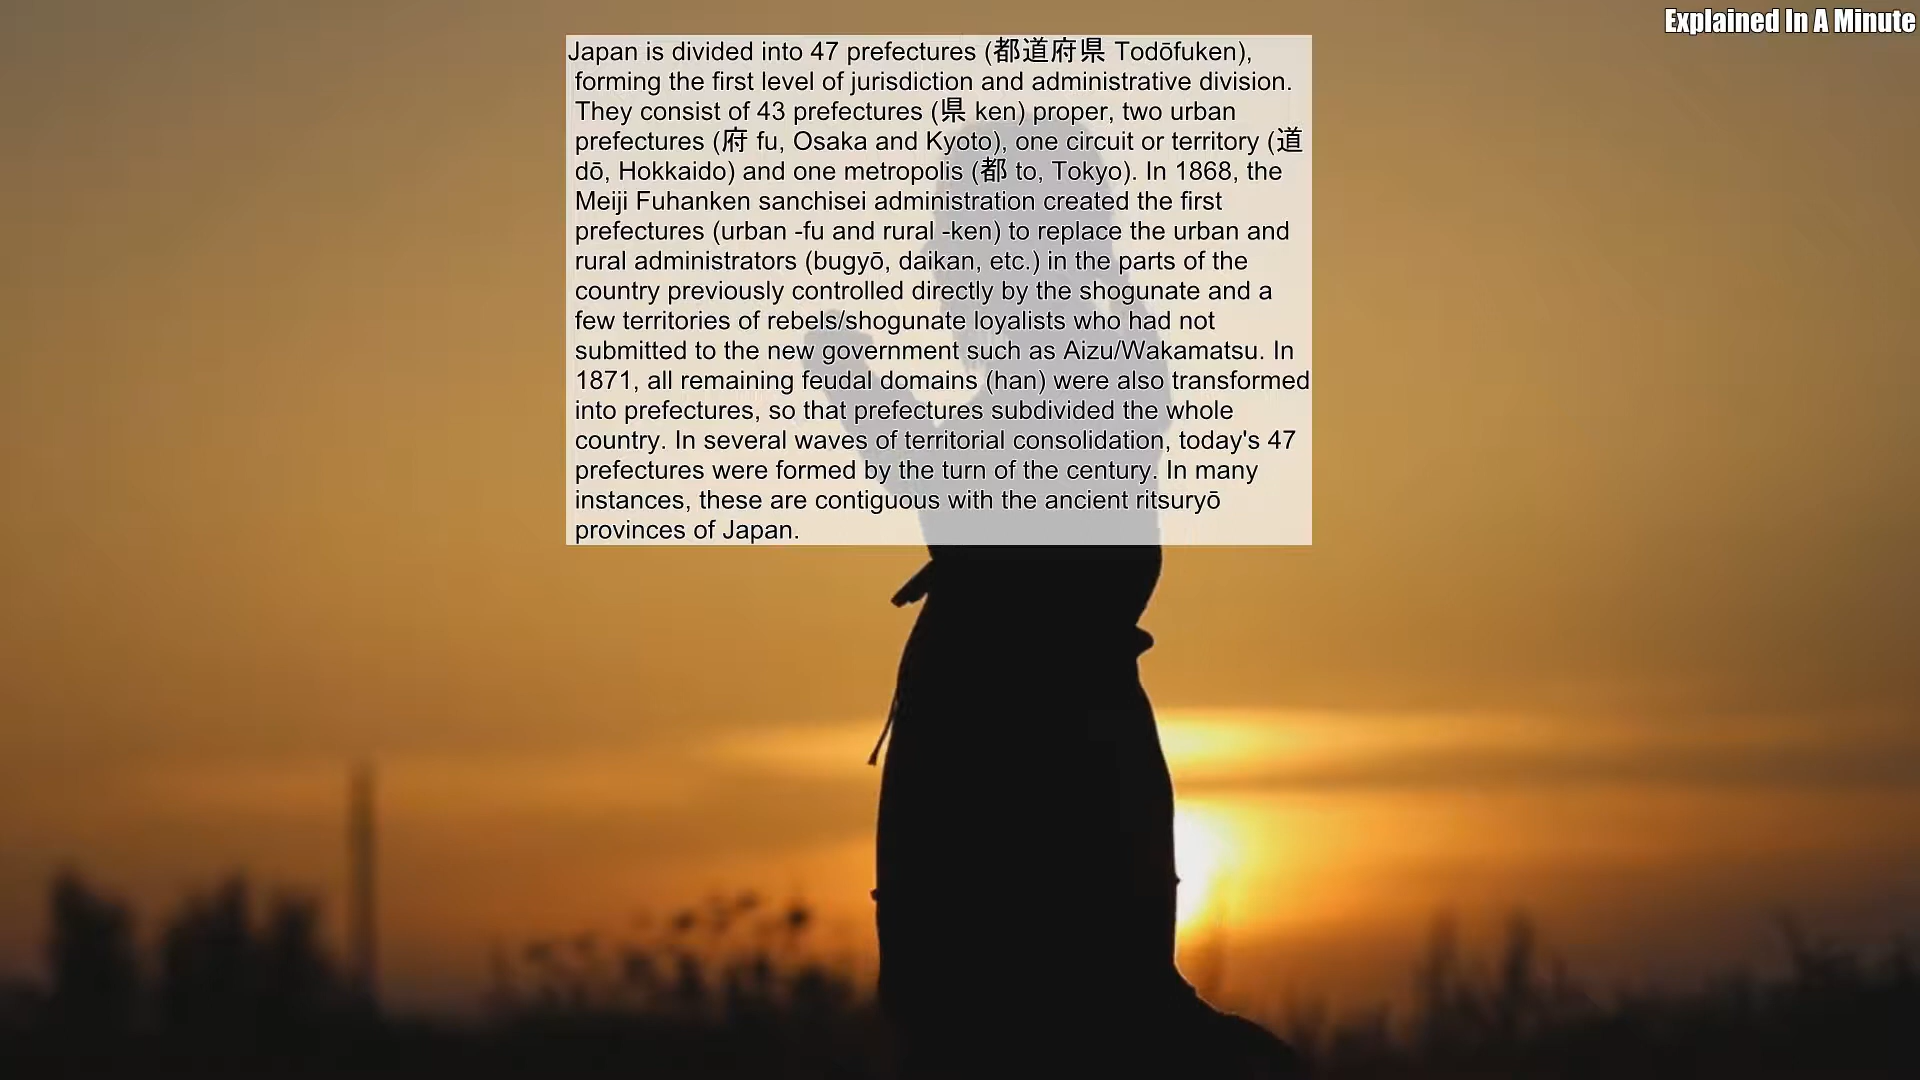 Explained In A Minute
Japan is divided into 47 prefectures (都道府県 Todōfuken),
forming the first level of jurisdiction and administrative division.
They consist of 43 prefectures (県 ken) proper, two urban
prefectures (府 fu, Osaka and Kyoto), one circuit or territory (道
dō, Hokkaido) and one metropolis (都 to, Tokyo). In 1868, the
Meiji Fuhanken sanchisei administration created the first
prefectures (urban -fu and rural -ken) to replace the urban and
rural administrators (bugyō, daikan, etc.) in the parts of the
country previously controlled directly by the shogunate and a
few territories of rebels/shogunate loyalists who had not
submitted to the new government such as Aizu/Wakamatsu. In
1871, all remaining feudal domains (han) were also transformed
into prefectures, so that prefectures subdivided the whole
country. In several waves of territorial consolidation, today's 47
prefectures were formed by the turn of the century. In many
instances, these are contiguous with the ancient ritsuryō
provinces of Japan.